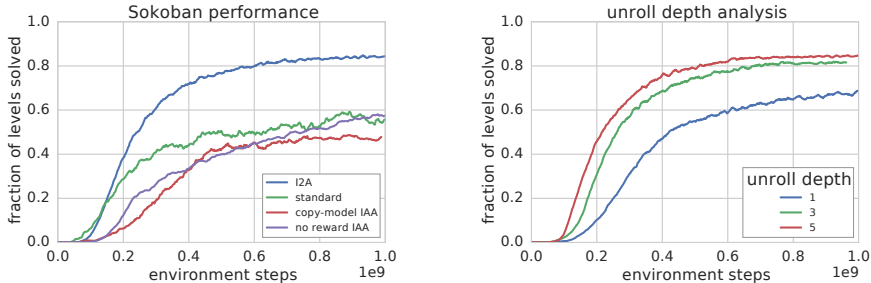 Sokoban performance
fraction of levels solved
1.0
0.8
0.6
0.4
0.2
0.0
0.0 0.2 0.4 0.6 0.8 1.0
1e9
environment steps
I2A
standard
copy-model IAA
no reward IAA
unroll depth analysis
fraction of levels solved
1.0
0.8
0.6
0.4
0.2
0.0
0.0 0.2 0.4 0.6 0.8 1.0
1e9
environment steps
unroll depth
1
3
5